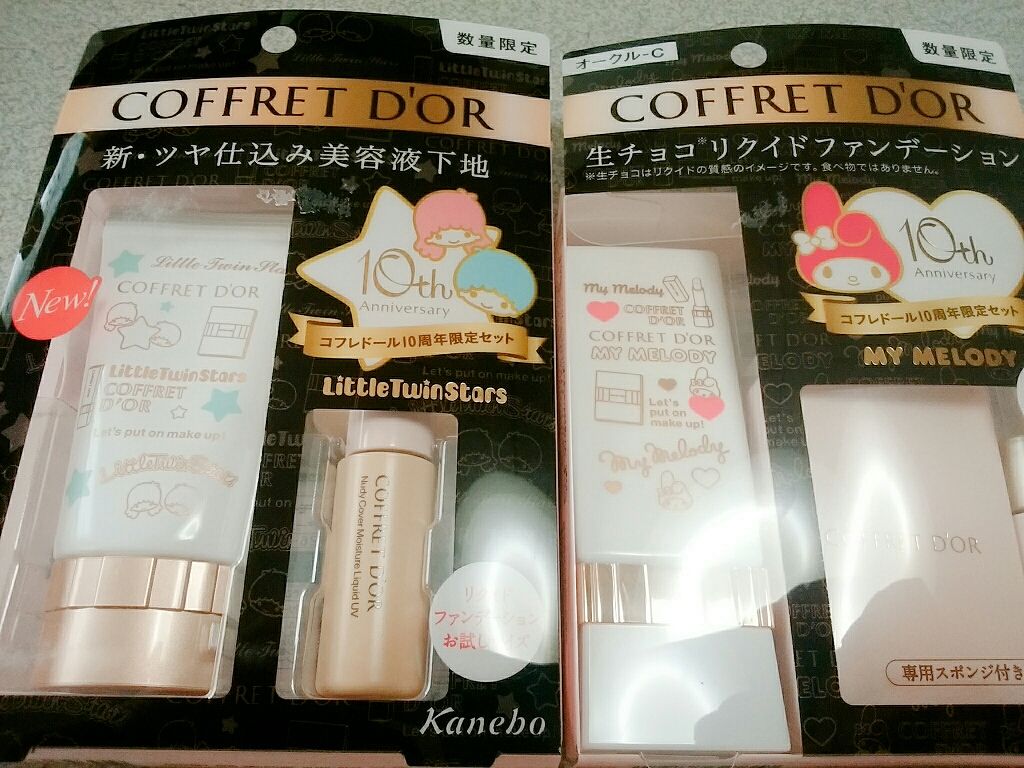 数量限定
COFFRET D'OR
新・ツヤ仕込み美容液下地
New!
Little Twin Sta
COFFRET D'OR
LittleTwinStars
COFFRET
D'OR
Let's put on make up!
LittleTwinStars
10th
Anniversary
コフレドール10周年限定セット
LittleTwinStars
COFFRET D'OR
Nudy Cover Moisture Liquid UV
リクイド
ファンデーション
お試しサイズ
Kanebo
オークル-C
数量限定
COFFRET D'OR
生チョコ※リクイドファンデーション
※生チョコはリクイドの質感のイメージです。食べ物ではありません。
My Melody
COFFRET
D'OR
COFFRET D'OR
MY MELODY
Let's
put on
make up!
My Melody
10th
Anniversary
コフレドール10周年限定セット
MY MELODY
COFFRET D'OR
専用スポンジ付き